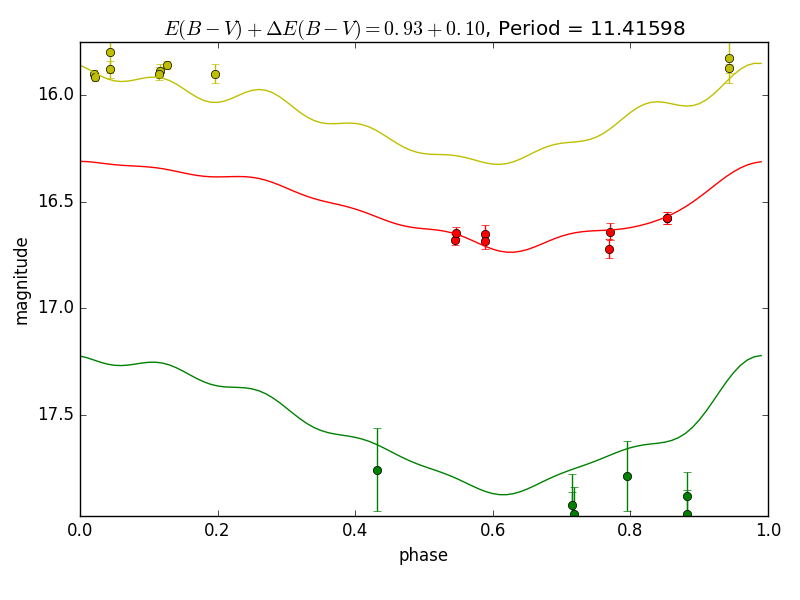 E(B − V) + ΔE(B − V) = 0.93 + 0.10, Period = 11.41598
16.0
16.5
magnitude
17.0
17.5
0.0 0.2 0.4 0.6 0.8 1.0
phase